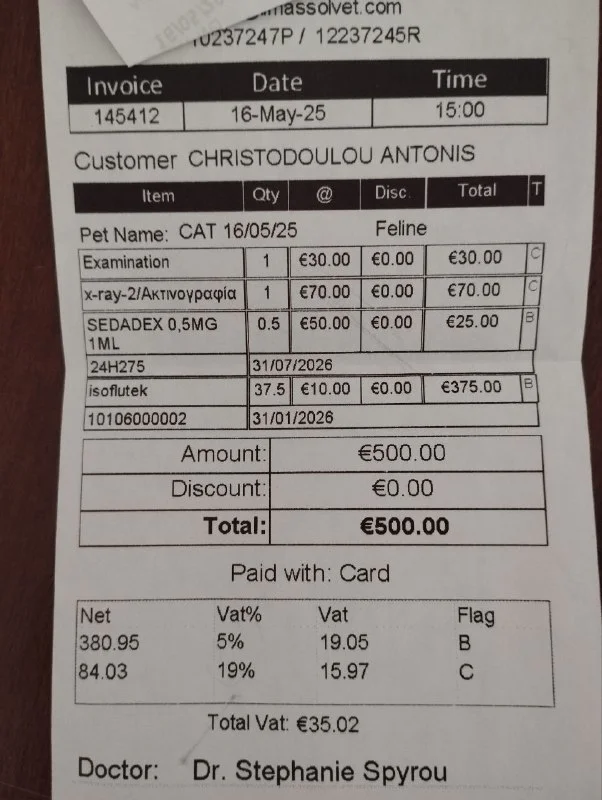 massolvet.com
10237247P / 12237245R
Invoice Date Time
145412 16-May-25 15:00
Customer CHRISTODOULOU ANTONIS
Item Qty @ Disc. Total T
Pet Name: CAT 16/05/25 Feline
Examination 1 €30.00 €0.00 €30.00 C
x-ray-2/Ακτινογραφία 1 €70.00 €0.00 €70.00 C
SEDADEX 0,5MG 0.5 €50.00 €0.00 €25.00 B
1ML
24H275 31/07/2026
isoflutek 37.5 €10.00 €0.00 €375.00 B
10106000002 31/01/2026
Amount: €500.00
Discount: €0.00
Total: €500.00
Paid with: Card
Net Vat% Vat Flag
380.95 5% 19.05 B
84.03 19% 15.97 C
Total Vat: €35.02
Doctor: Dr. Stephanie Spyrou